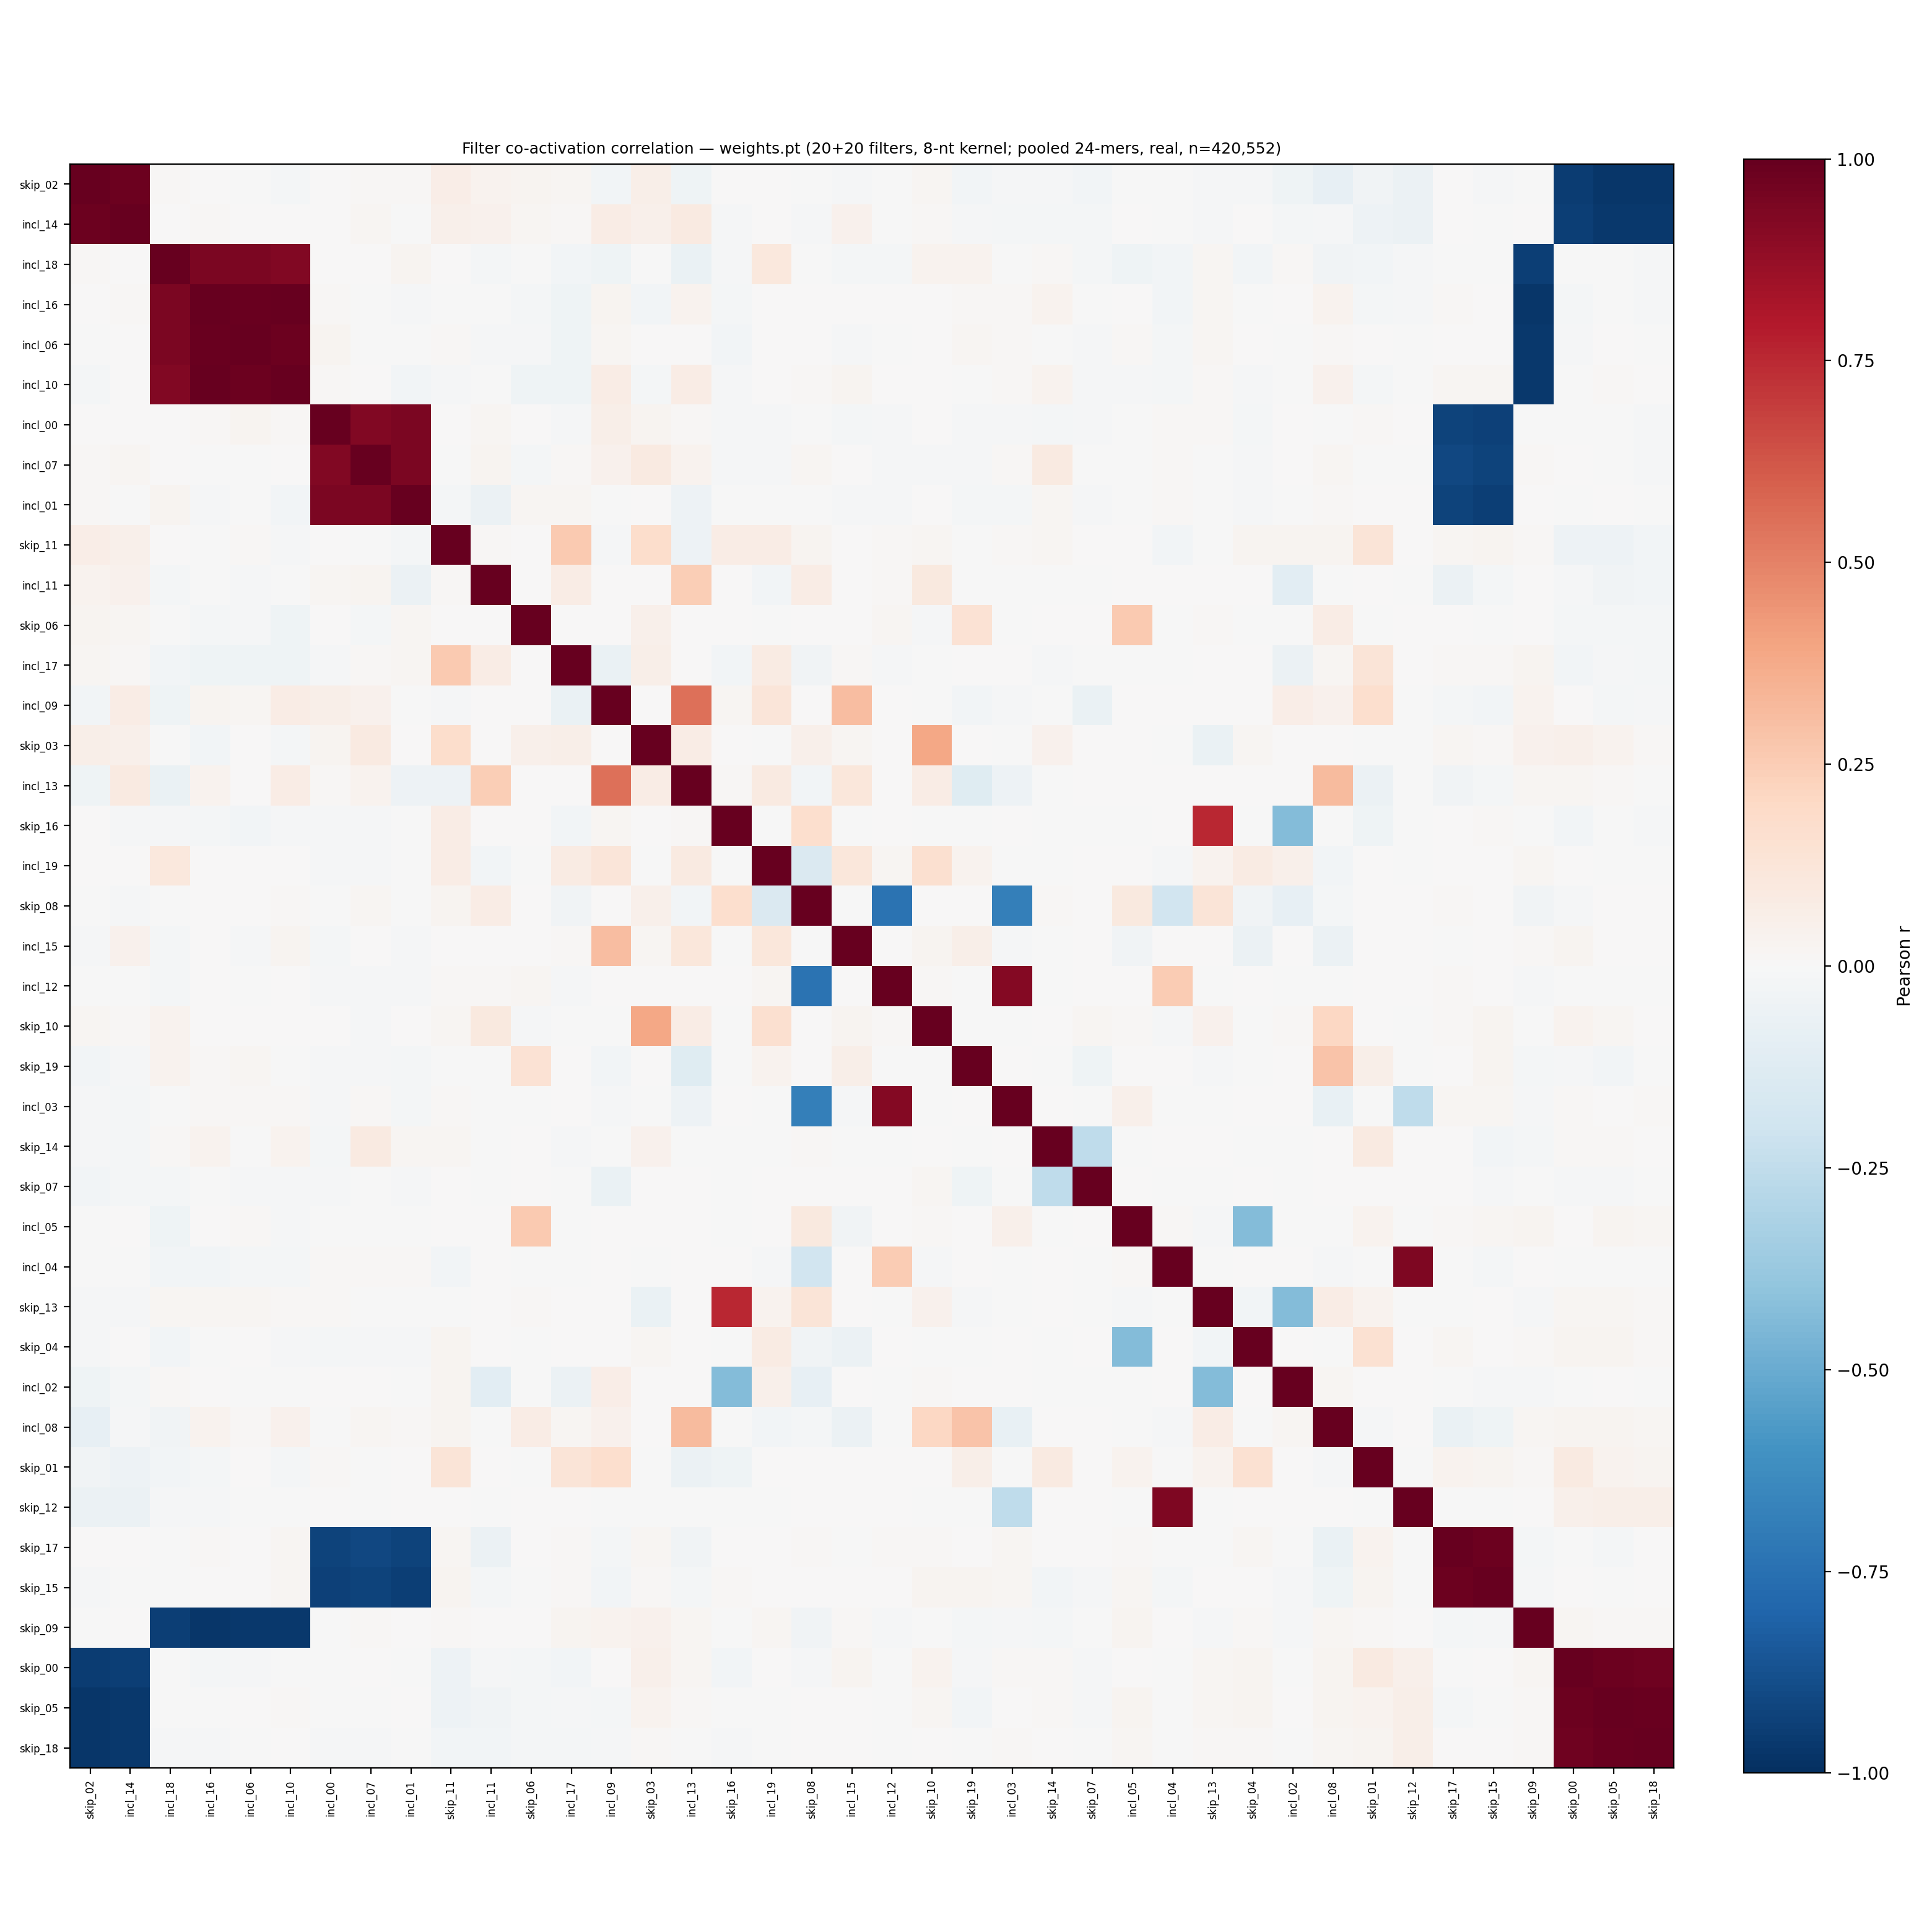 Filter co-activation correlation — weights.pt (20+20 filters, 8-nt kernel; pooled 24-mers, real, n=420,552)
skip_02
incl_14
incl_18
incl_16
incl_06
incl_10
incl_00
incl_07
incl_01
skip_11
incl_11
skip_06
incl_17
incl_09
skip_03
incl_13
skip_16
incl_19
skip_08
incl_15
incl_12
skip_10
skip_19
incl_03
skip_14
skip_07
incl_05
incl_04
skip_13
skip_04
incl_02
incl_08
skip_01
skip_12
skip_17
skip_15
skip_09
skip_00
skip_05
skip_18
skip_02
incl_14
incl_18
incl_16
incl_06
incl_10
incl_00
incl_07
incl_01
skip_11
incl_11
skip_06
incl_17
incl_09
skip_03
incl_13
skip_16
incl_19
skip_08
incl_15
incl_12
skip_10
skip_19
incl_03
skip_14
skip_07
incl_05
incl_04
skip_13
skip_04
incl_02
incl_08
skip_01
skip_12
skip_17
skip_15
skip_09
skip_00
skip_05
skip_18
1.00
0.75
0.50
0.25
0.00
−0.25
−0.50
−0.75
−1.00
Pearson r